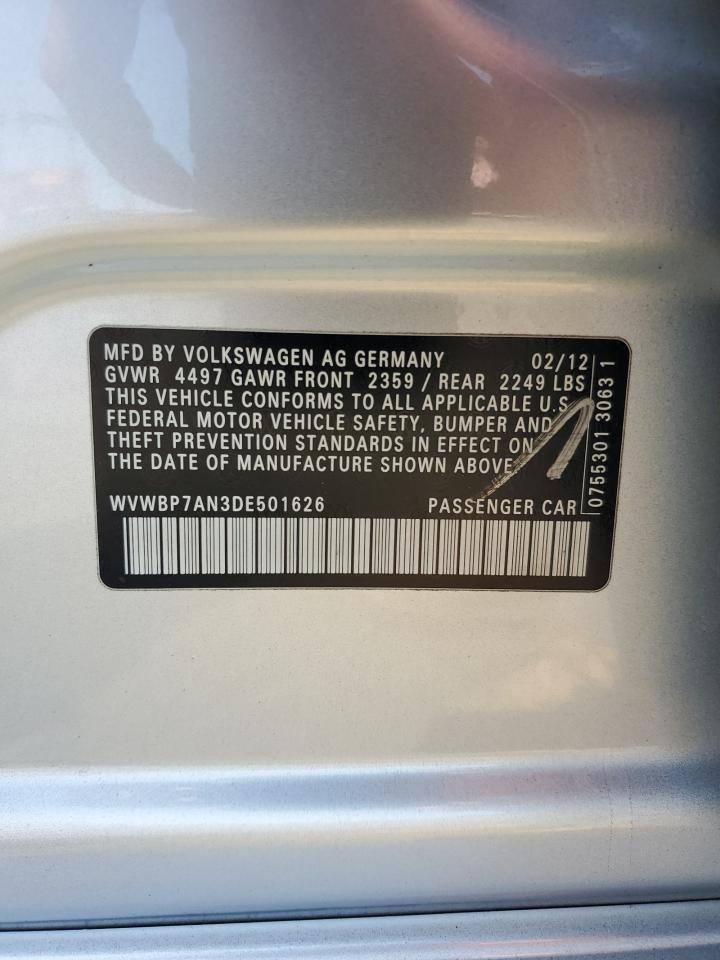 MFD BY VOLKSWAGEN AG GERMANY 02/12
GVWR 4497 GAWR FRONT 2359 / REAR 2249 LBS
THIS VEHICLE CONFORMS TO ALL APPLICABLE U.S.
FEDERAL MOTOR VEHICLE SAFETY, BUMPER AND
THEFT PREVENTION STANDARDS IN EFFECT ON
THE DATE OF MANUFACTURE SHOWN ABOVE
WVWBP7AN3DE501626 PASSENGER CAR
0755301 3063 1